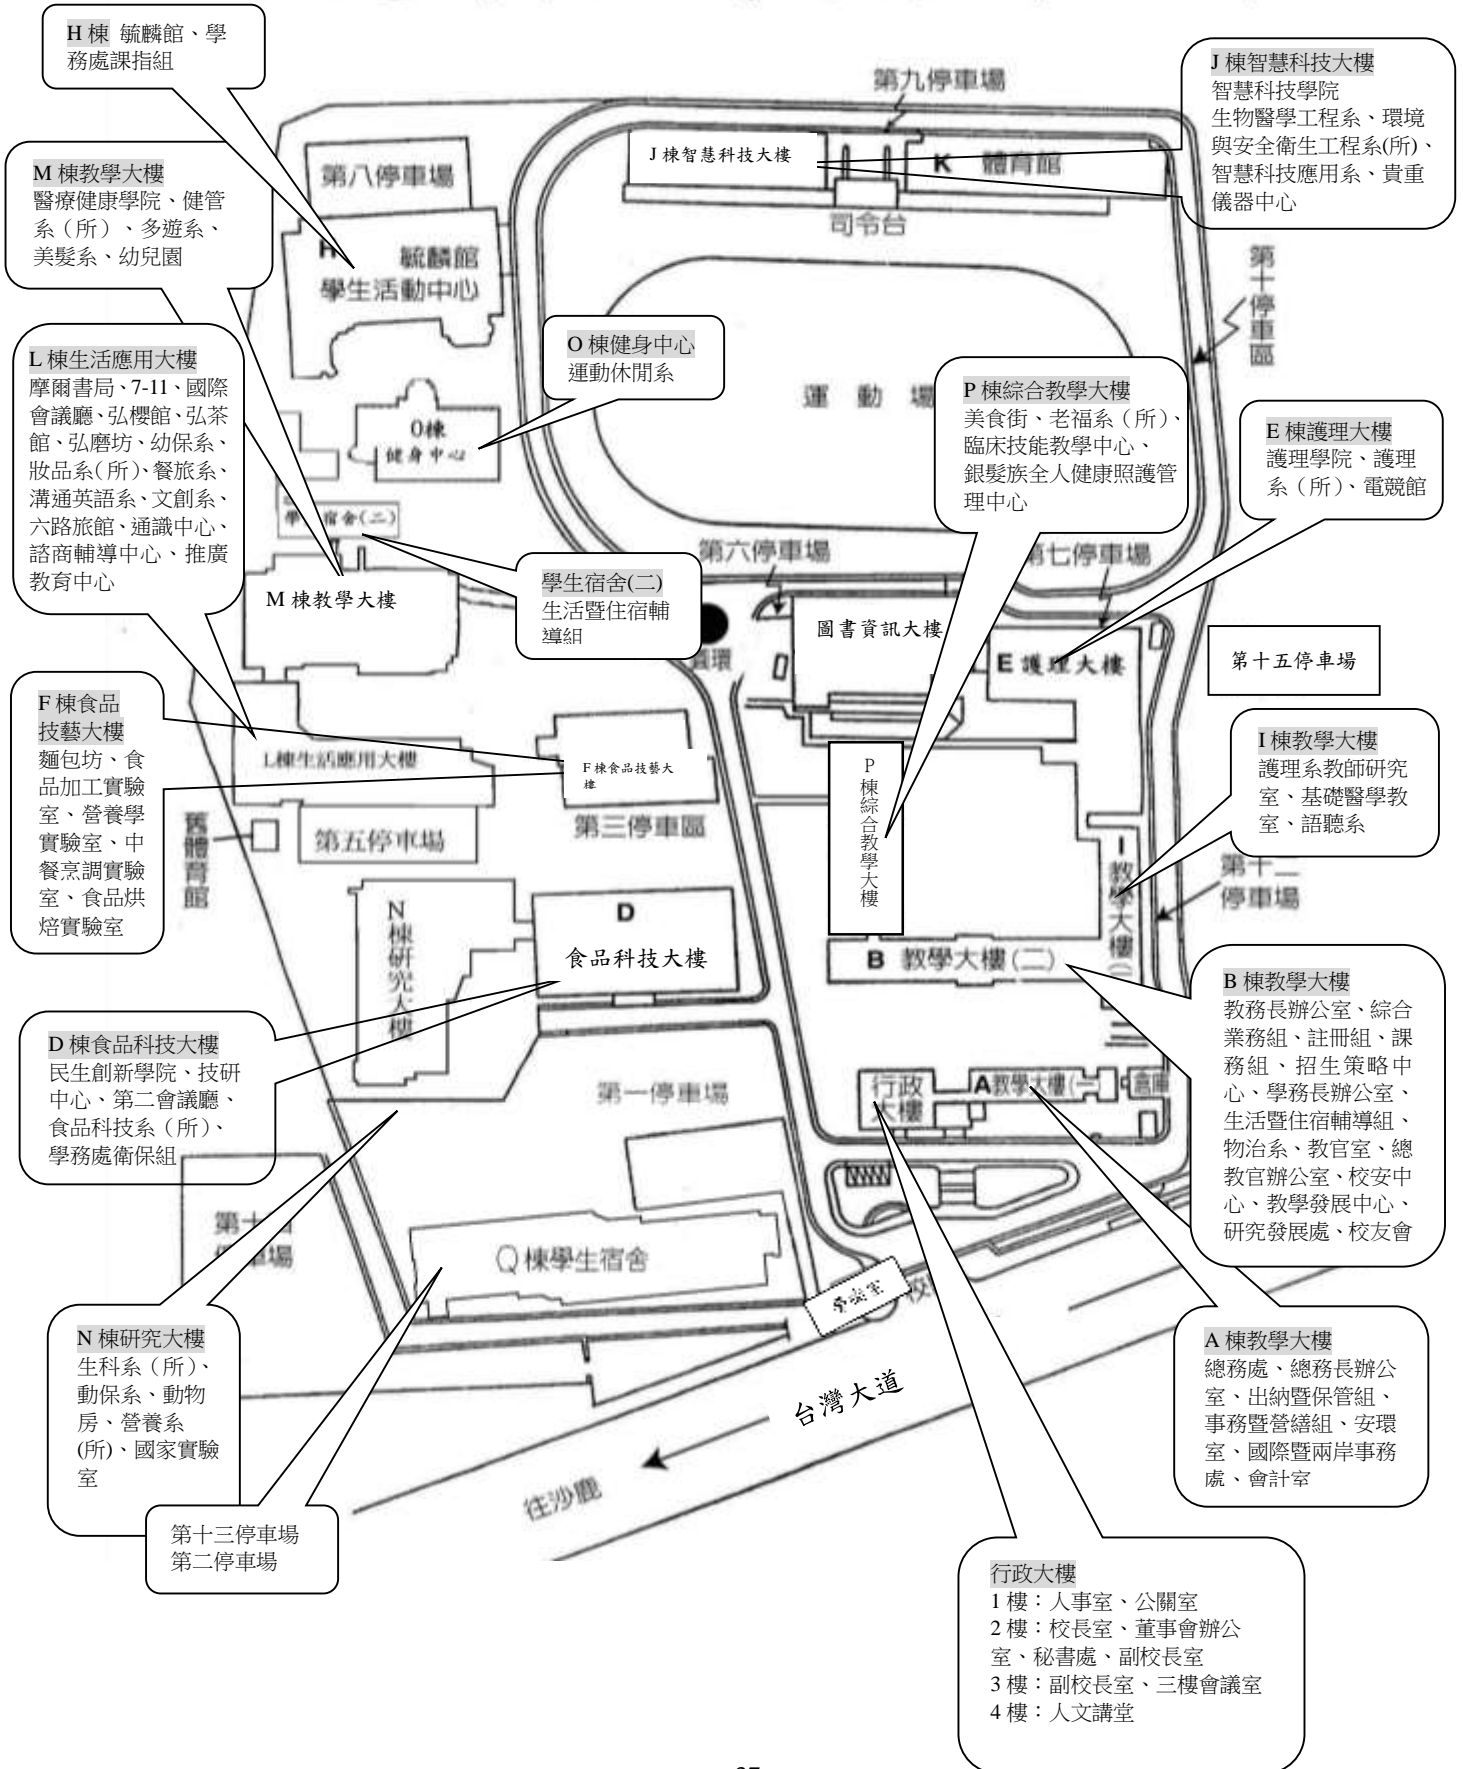 H 棟 毓麟館、學
務處課指組
M 棟教學大樓
醫療健康學院、健管
系（所）、多遊系、
美髮系、幼兒園
L 棟生活應用大樓
摩爾書局、7-11、國際
會議廳、弘櫻館、弘茶
館、弘磨坊、幼保系、
妝品系(所)、餐旅系、
溝通英語系、文創系、
六路旅館、通識中心、
諮商輔導中心、推廣
教育中心
F 棟食品
技藝大樓
麵包坊、食
品加工實驗
室、營養學
實驗室、中
餐烹調實驗
室、食品烘
焙實驗室
D 棟食品科技大樓
民生創新學院、技研
中心、第二會議廳、
食品科技系（所）、
學務處衛保組
N 棟研究大樓
生科系（所）、
動保系、動物
房、營養系
(所)、國家實驗
室
第十三停車場
第二停車場
O 棟健身中心
運動休閒系
學生宿舍(二)
生活暨住宿輔
導組
J 棟智慧科技大樓
智慧科技學院
生物醫學工程系、環境
與安全衛生工程系(所)、
智慧科技應用系、貴重
儀器中心
P 棟綜合教學大樓
美食街、老福系（所）、
臨床技能教學中心、
銀髮族全人健康照護管
理中心
E 棟護理大樓
護理學院、護理
系（所）、電競館
第十五停車場
I 棟教學大樓
護理系教師研究
室、基礎醫學教
室、語聽系
B 棟教學大樓
教務長辦公室、綜合
業務組、註冊組、課
務組、招生策略中
心、學務長辦公室、
生活暨住宿輔導組、
物治系、教官室、總
教官辦公室、校安中
心、教學發展中心、
研究發展處、校友會
A 棟教學大樓
總務處、總務長辦公
室、出納暨保管組、
事務暨營繕組、安環
室、國際暨兩岸事務
處、會計室
行政大樓
1 樓：人事室、公關室
2 樓：校長室、董事會辦公
室、秘書處、副校長室
3 樓：副校長室、三樓會議室
4 樓：人文講堂
第九停車場
J 棟智慧科技大樓
K 體育館
司令台
第八停車場
H 毓麟館
學生活動中心
第十停車區
運動場
O棟
健身中心
宿舍(二)
第六停車場
第七停車場
M 棟教學大樓
圖書資訊大樓
圓環
E 護理大樓
L棟生活應用大樓
F 棟食品技藝大
樓
P棟綜合教學大樓
第三停車區
第五停車場
舊體育館
I 教學大樓
第十二
停車場
N棟研究大樓
D
食品科技大樓
B 教學大樓(二)
行政
大樓
A教學大樓(一
倉庫
第一停車場
第十四
停車場
Q棟學生宿舍
警衛室
校
台灣大道
往沙鹿